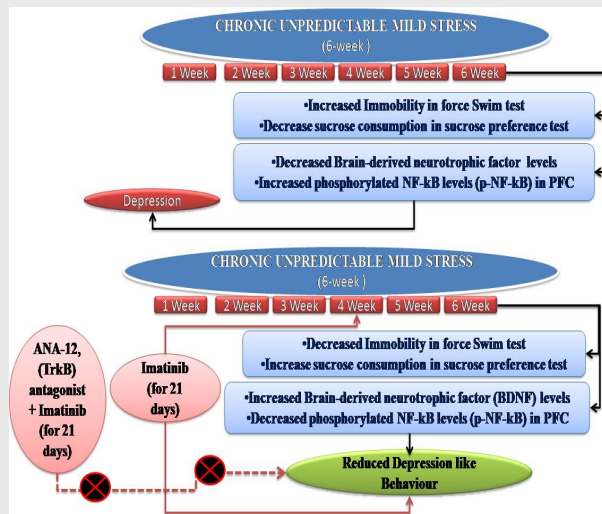 CHRONIC UNPREDICTABLE MILD STRESS
(6-week )
1 Week 2 Week 3 Week 4 Week 5 Week 6 Week
•Increased Immobility in force Swim test
•Decrease sucrose consumption in sucrose preference test
•Decreased Brain-derived neurotrophic factor levels
•Increased phosphorylated NF-kB levels (p-NF-kB) in PFC
Depression
CHRONIC UNPREDICTABLE MILD STRESS
(6-week )
1 Week 2 Week 3 Week 4 Week 5 Week 6 Week
•Decreased Immobility in force Swim test
•Increase sucrose consumption in sucrose preference test
ANA-12,
(TrkB)
antagonist
+ Imatinib
(for 21
days)
Imatinib
(for 21
days)
•Increased Brain-derived neurotrophic factor (BDNF) levels
•Decreased phosphorylated NF-kB levels (p-NF-kB) in PFC
Reduced Depression like
Behaviour